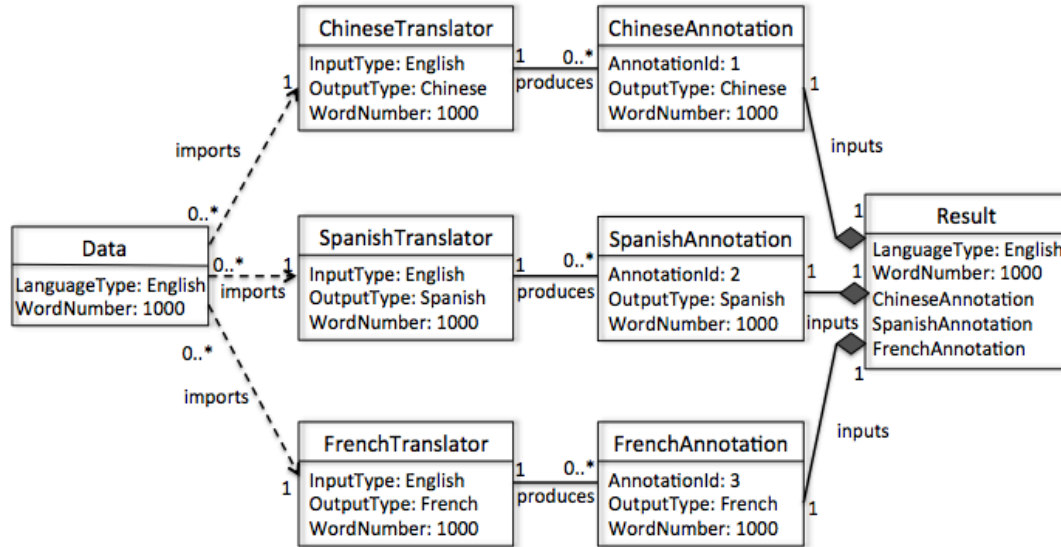 ChineseTranslator
InputType: English
OutputType: Chinese
WordNumber: 1000
1
0..*
produces
ChineseAnnotation
AnnotationId: 1
OutputType: Chinese
WordNumber: 1000
1
imports
0..*
1
inputs
1
Data
LanguageType: English
WordNumber: 1000
0..*
imports
1
SpanishTranslator
InputType: English
OutputType: Spanish
WordNumber: 1000
1
0..*
produces
SpanishAnnotation
AnnotationId: 2
OutputType: Spanish
WordNumber: 1000
1
1
inputs
Result
LanguageType: English
WordNumber: 1000
ChineseAnnotation
SpanishAnnotation
FrenchAnnotation
0..*
imports
1
FrenchTranslator
InputType: English
OutputType: French
WordNumber: 1000
1
0..*
produces
FrenchAnnotation
AnnotationId: 3
OutputType: French
WordNumber: 1000
1
inputs
1